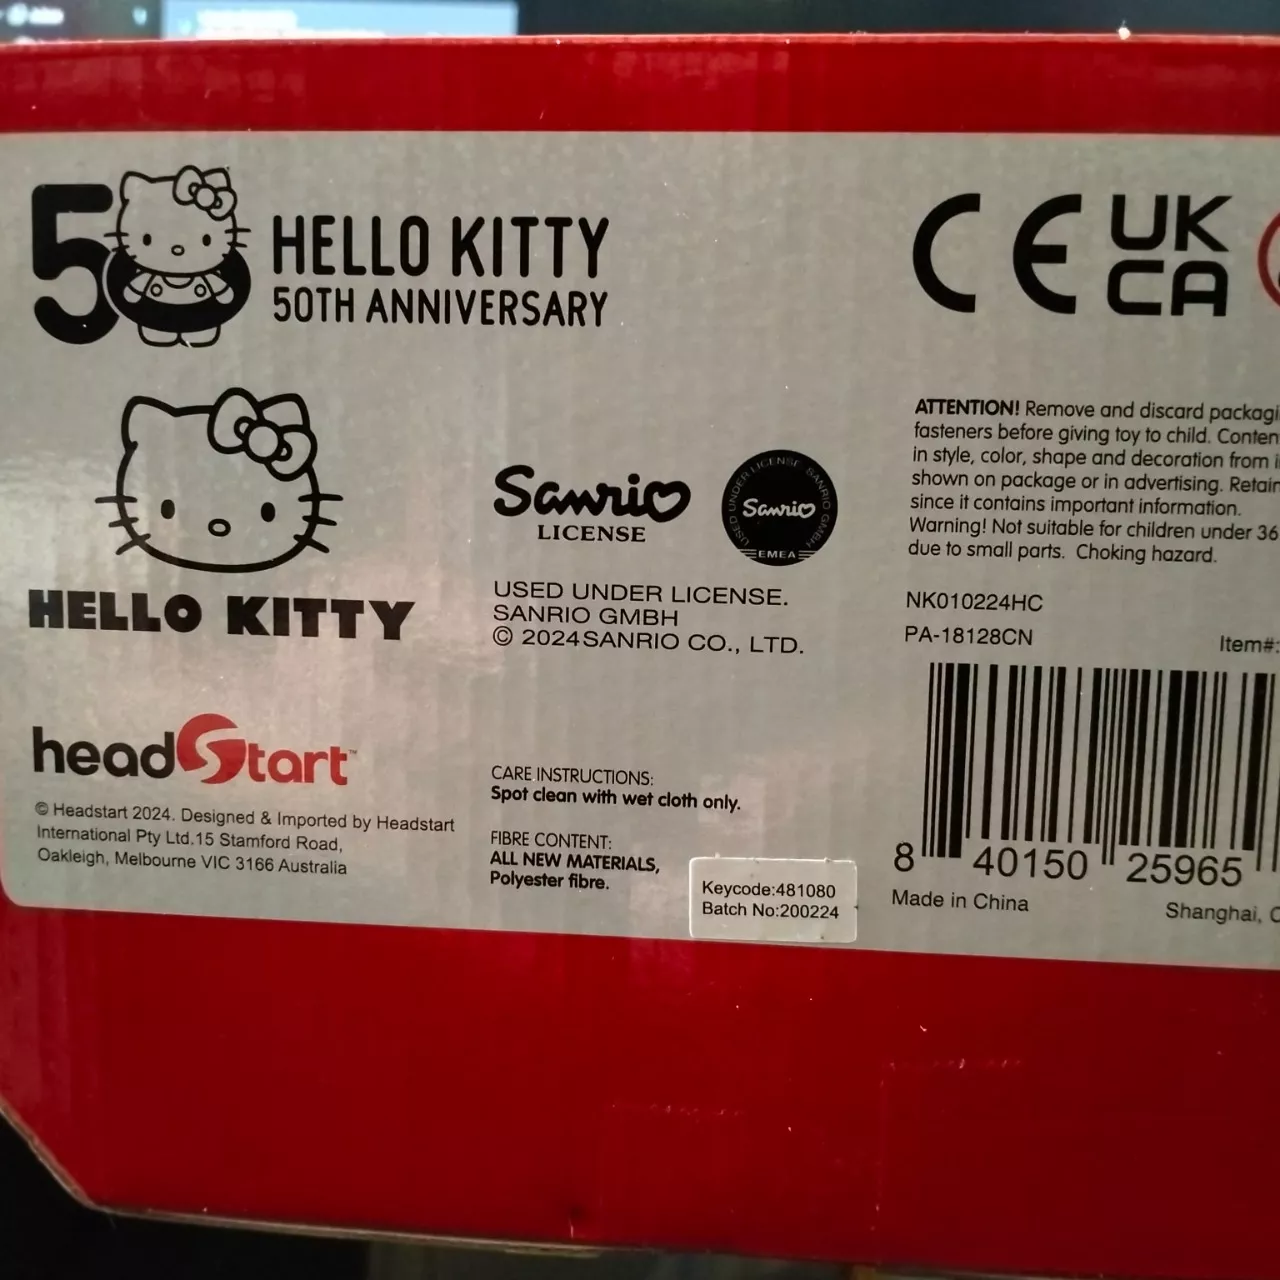 50
HELLO KITTY
50TH ANNIVERSARY
HELLO KITTY
headstart™
© Headstart 2024. Designed & Imported by Headstart
International Pty Ltd.15 Stamford Road,
Oakleigh, Melbourne VIC 3166 Australia
Sanrio
LICENSE
USED UNDER LICENSE SANRIO GMBH
Sanrio
EMEA
USED UNDER LICENSE.
SANRIO GMBH
© 2024SANRIO CO., LTD.
CARE INSTRUCTIONS:
Spot clean with wet cloth only.
FIBRE CONTENT:
ALL NEW MATERIALS,
Polyester fibre.
Keycode:481080
Batch No:200224
CE
UK
CA
ATTENTION! Remove and discard
fasteners before giving toy to child.
in style, color, shape and decoration from
shown on package or in advertising. Retain
since it contains important information.
Warning! Not suitable for children under 36
due to small parts. Choking hazard.
NK010224HC
PA-18128CN
Item#:
8 40150 25965
Made in China
Shanghai,